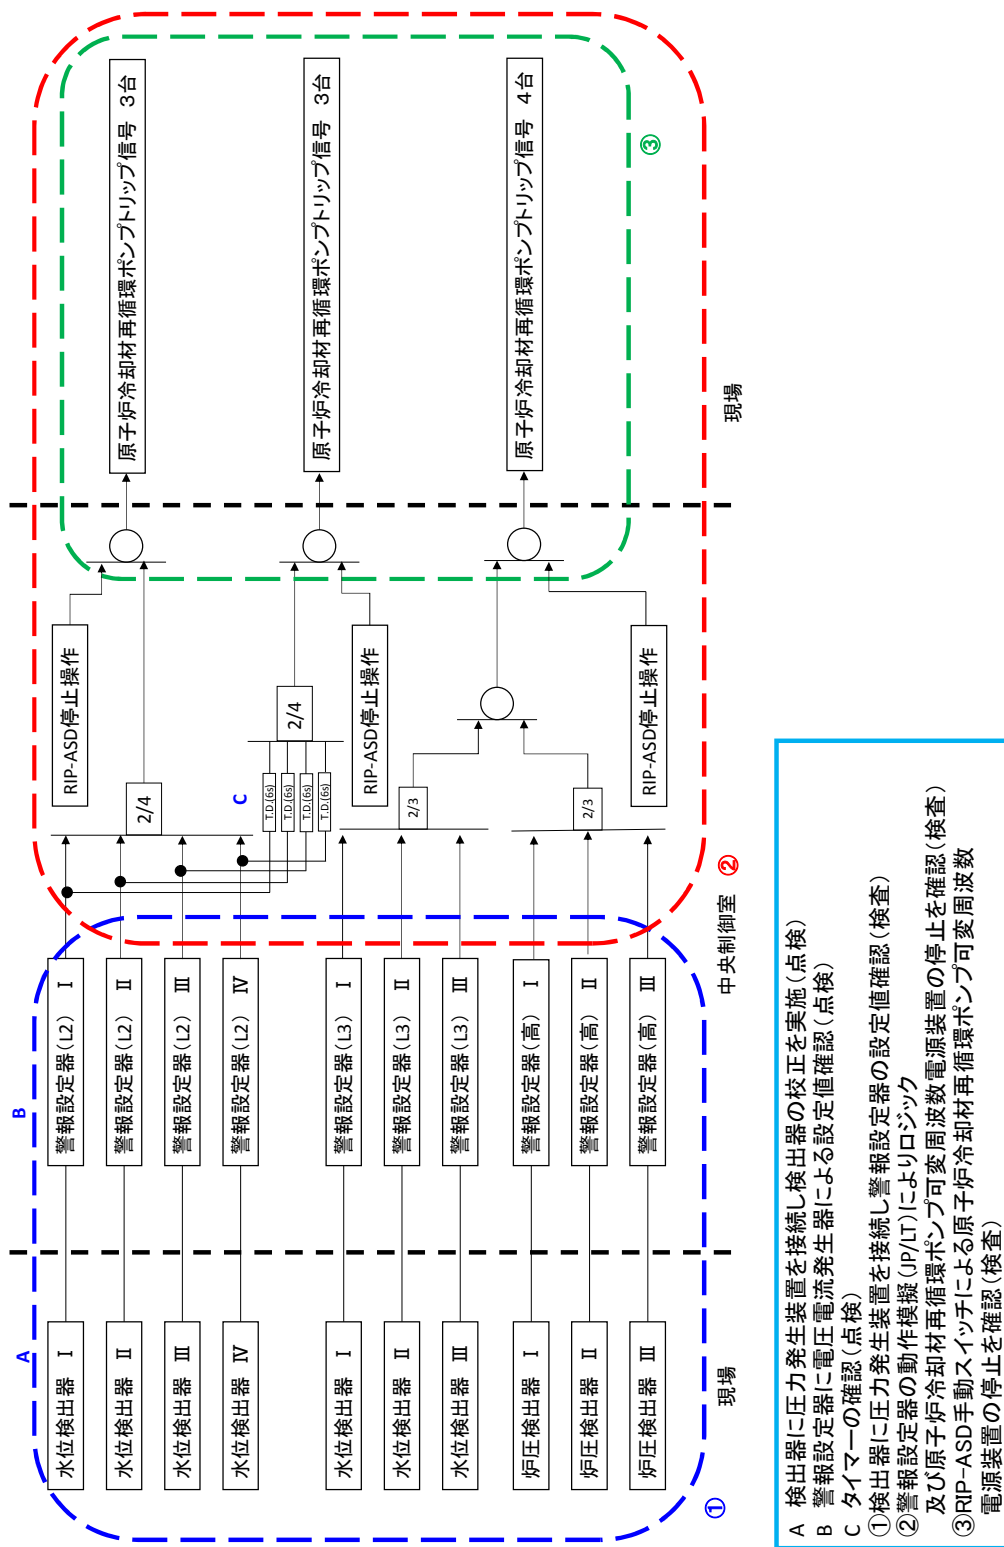 A
B
水位検出器 Ⅰ
警報設定器(L2) Ⅰ
水位検出器 Ⅱ
警報設定器(L2) Ⅱ
水位検出器 Ⅲ
警報設定器(L2) Ⅲ
水位検出器 Ⅳ
警報設定器(L2) Ⅳ
水位検出器 Ⅰ
警報設定器(L3) Ⅰ
水位検出器 Ⅱ
警報設定器(L3) Ⅱ
水位検出器 Ⅲ
警報設定器(L3) Ⅲ
炉圧検出器 Ⅰ
警報設定器(高) Ⅰ
炉圧検出器 Ⅱ
警報設定器(高) Ⅱ
炉圧検出器 Ⅲ
警報設定器(高) Ⅲ
RIP-ASD停止操作
2/4
原子炉冷却材再循環ポンプトリップ信号 3台
C
T.D.(6s)
T.D.(6s)
T.D.(6s)
T.D.(6s)
2/4
RIP-ASD停止操作
原子炉冷却材再循環ポンプトリップ信号 3台
2/3
2/3
RIP-ASD停止操作
原子炉冷却材再循環ポンプトリップ信号 4台
①
②
③
現場
中央制御室
現場
A 検出器に圧力発生装置を接続し検出器の校正を実施(点検)
B 警報設定器に電圧電流発生器による設定値確認(点検)
C タイマーの確認(点検)
①検出器に圧力発生装置を接続し警報設定器の設定値確認(検査)
②警報設定器の動作模擬(JP/LT)によりロジック
及び原子炉冷却材再循環ポンプ可変周波数電源装置の停止を確認(検査)
③RIP-ASD手動スイッチによる原子炉冷却材再循環ポンプ可変周波数
電源装置の停止を確認(検査)